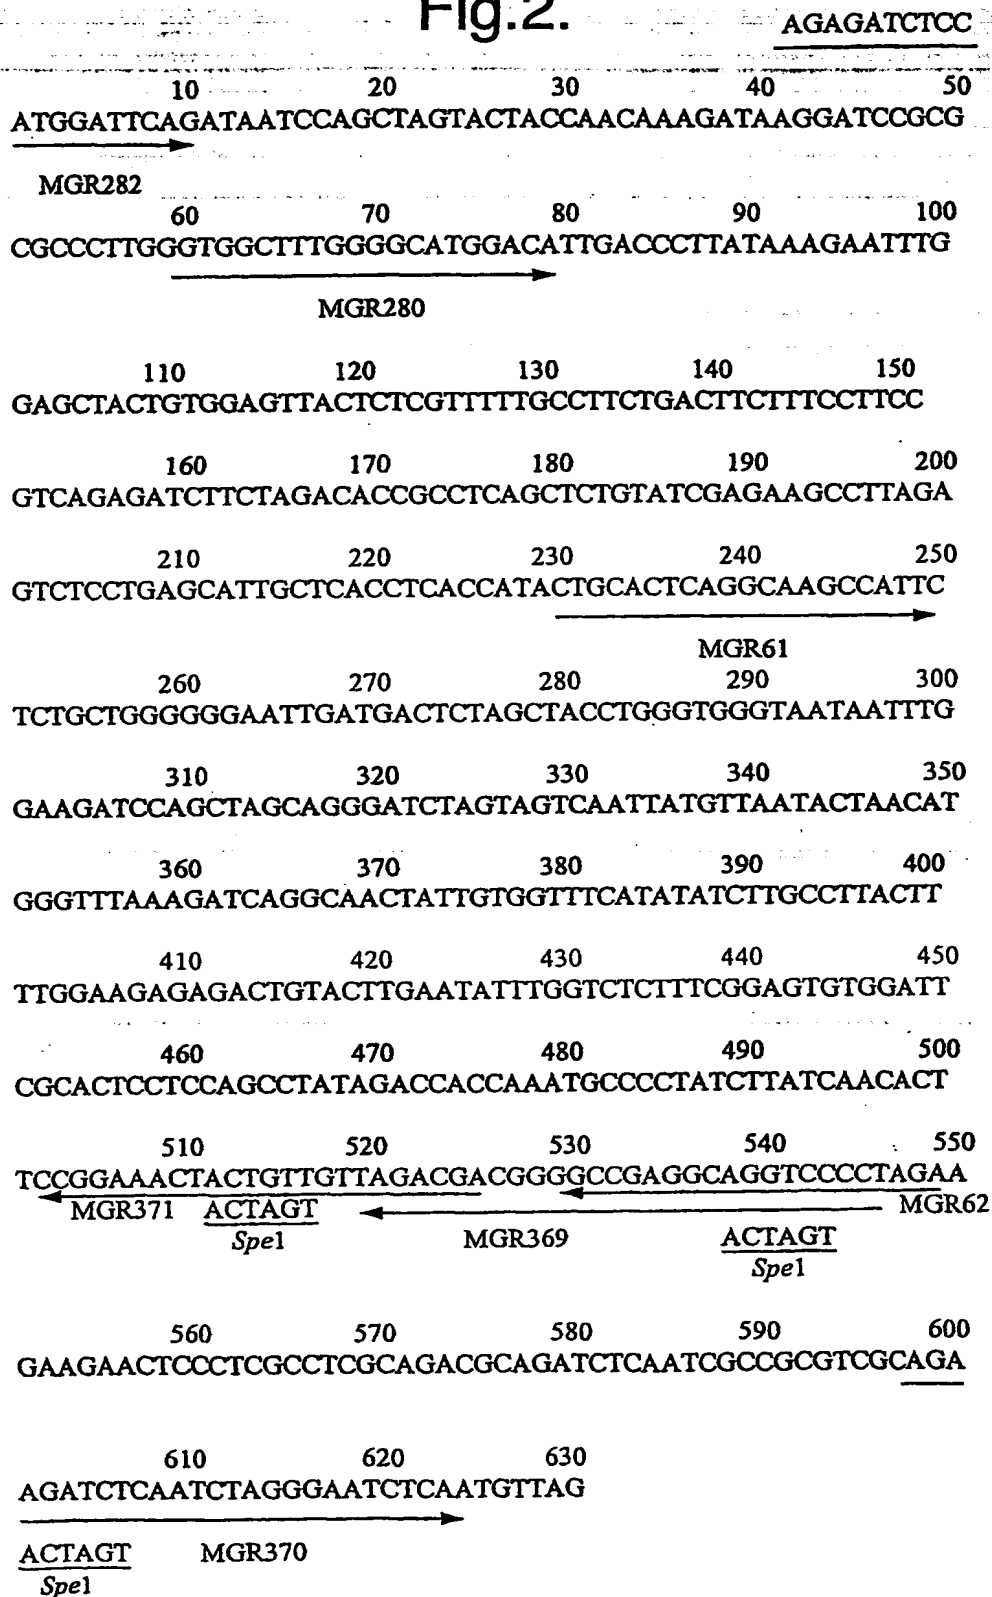 Fig.2.
AGAGATCTCC
10 20 30 40 50
ATGGATTCAGATAATCCAGCTAGTACTACCAACAAAGATAAGGATCCGCG
MGR282
60 70 80 90 100
CGCCCTTGGGTGGCTTTGGGGCATGGACATTGACCCTTATAAAGAATTTG
MGR280
110 120 130 140 150
GAGCTACTGTGGAGTTACTCTCGTTTTTGCCTTCTGACTTCTTTCCTTCC
160 170 180 190 200
GTCAGAGATCTTCTAGACACCGCCTCAGCTCTGTATCGAGAAGCCTTAGA
210 220 230 240 250
GTCTCCTGAGCATTGCTCACCTCACCATACTGCACTCAGGCAAGCCATTC
MGR61
260 270 280 290 300
TCTGCTGGGGGGAATTGATGACTCTAGCTACCTGGGTGGGTAATAATTTG
310 320 330 340 350
GAAGATCCAGCTAGCAGGGATCTAGTAGTCAATTATGTTAATACTAACAT
360 370 380 390 400
GGGTTTAAAGATCAGGCAACTATTGTGGTTTCATATATCTTGCCTTACTT
410 420 430 440 450
TTGGAAGAGAGACTGTACTTGAATATTTGGTCTCTTTCGGAGTGTGGATT
460 470 480 490 500
CGCACTCCTCCAGCCTATAGACCACCAAATGCCCCTATCTTATCAACACT
510 520 530 540 550
TCCGGAAACTACTGTTGTTAGACGACGGGGCCGAGGCAGGTCCCCTAGAA
MGR371 ACTAGT MGR369 ACTAGT MGR62
Spe1 Spe1
560 570 580 590 600
GAAGAACTCCCTCGCCTCGCAGACGCAGATCTCAATCGCCGCGTCGCAGA
610 620 630
AGATCTCAATCTAGGGAATCTCAATGTTAG
ACTAGT MGR370
Spe1